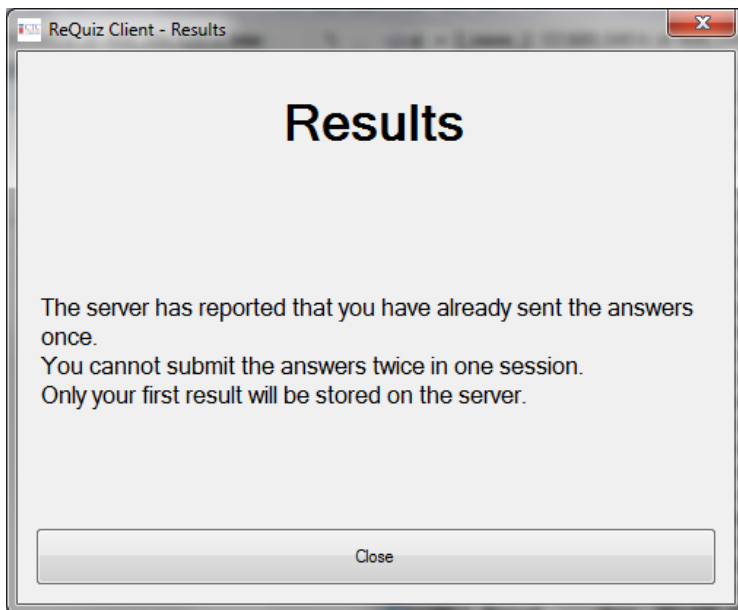 ReQuiz Client - Results
Results
The server has reported that you have already sent the answers
once.
You cannot submit the answers twice in one session.
Only your first result will be stored on the server.
Close